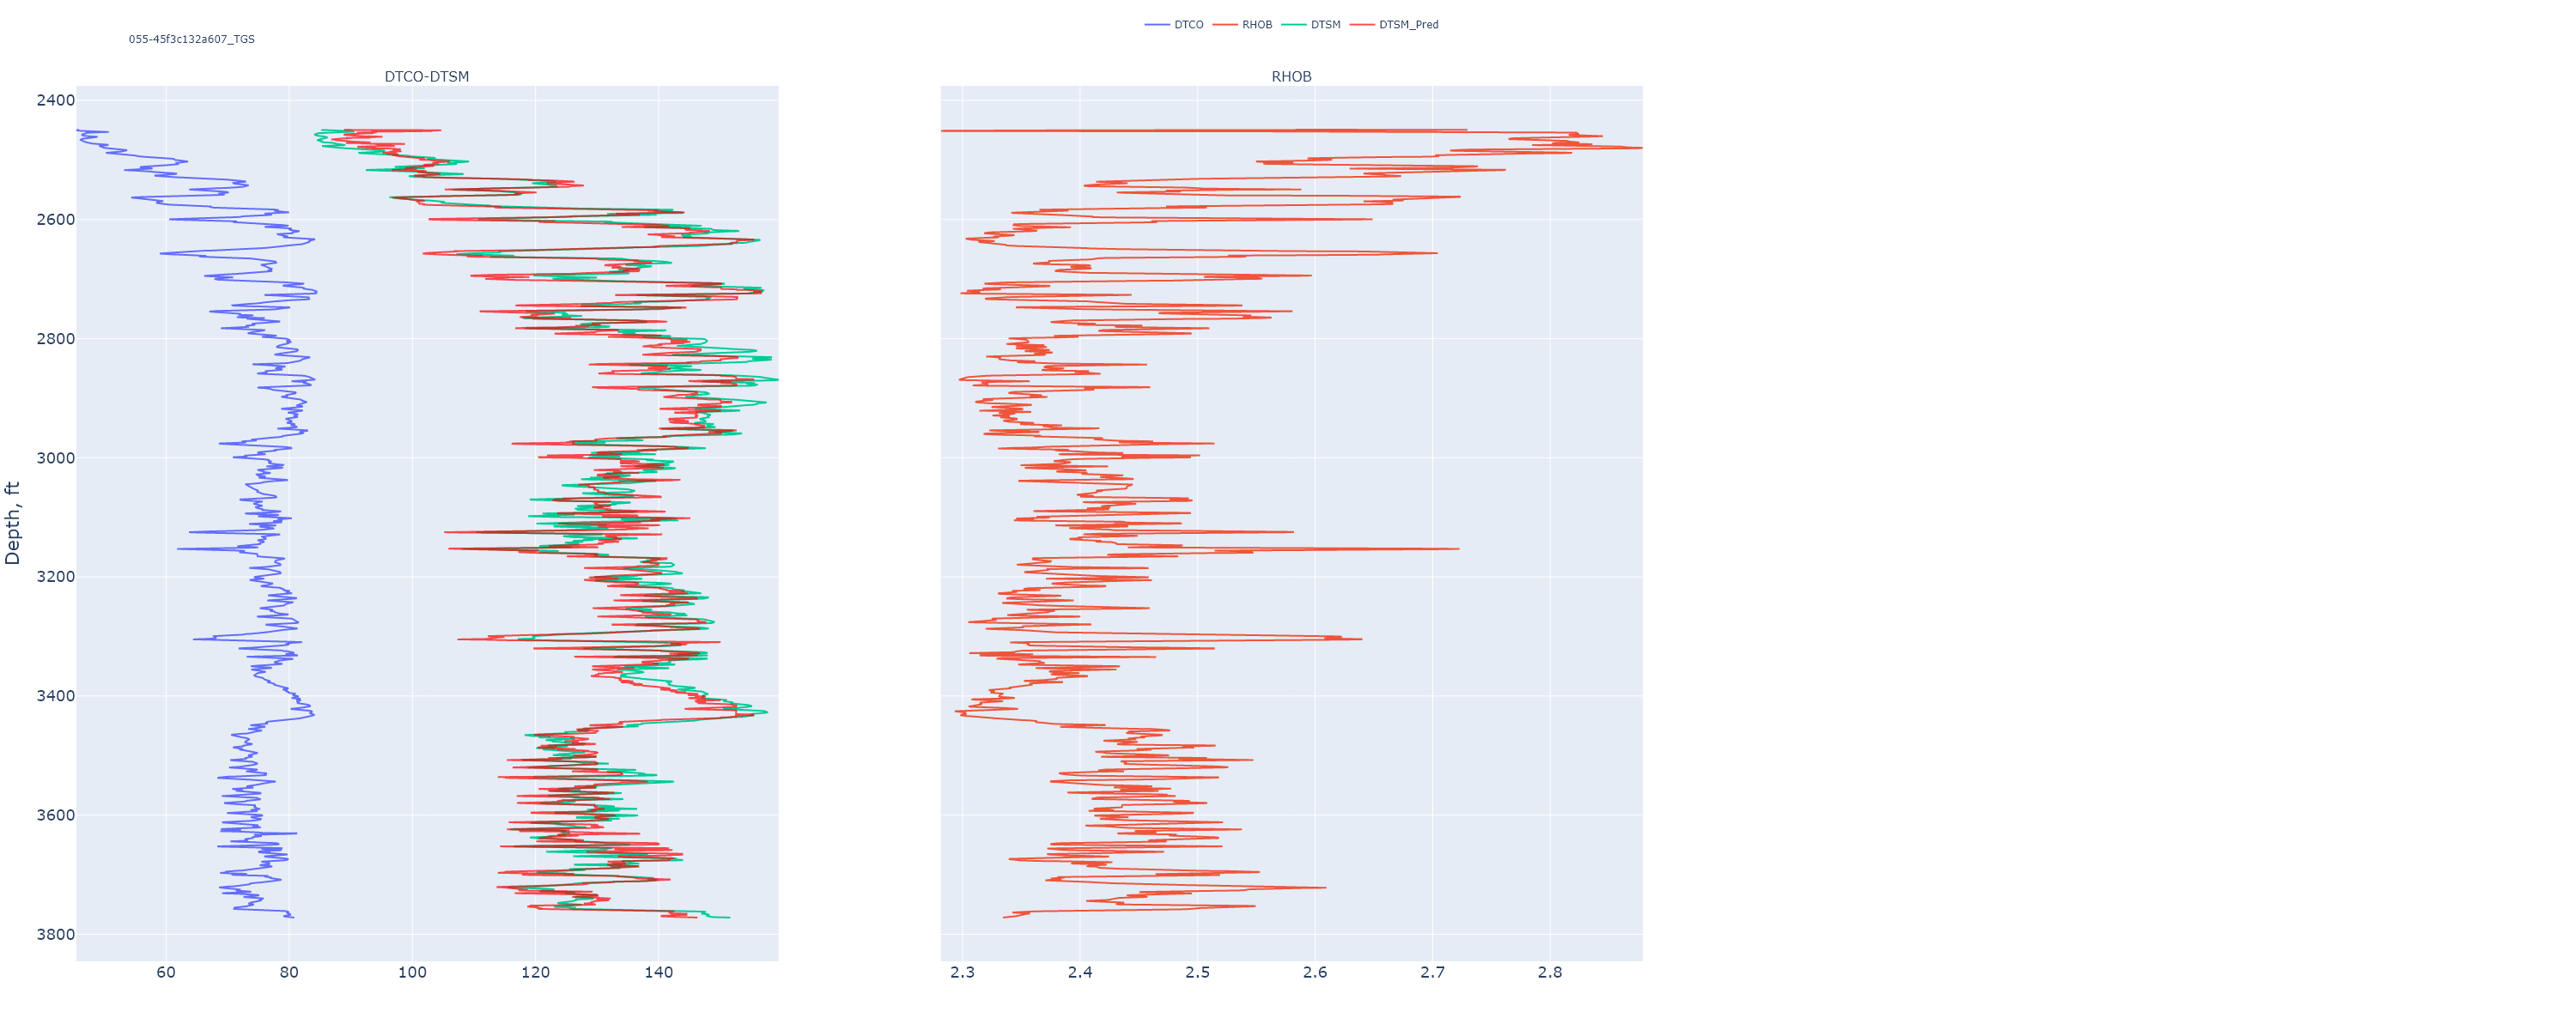 DTCO RHOB DTSM DTSM_Pred
055-45f3c132a607_TGS
DTCO-DTSM RHOB
2400
2600
2800
3000
3200
3400
3600
3800
Depth, ft
60 80 100 120 140 2.3 2.4 2.5 2.6 2.7 2.8